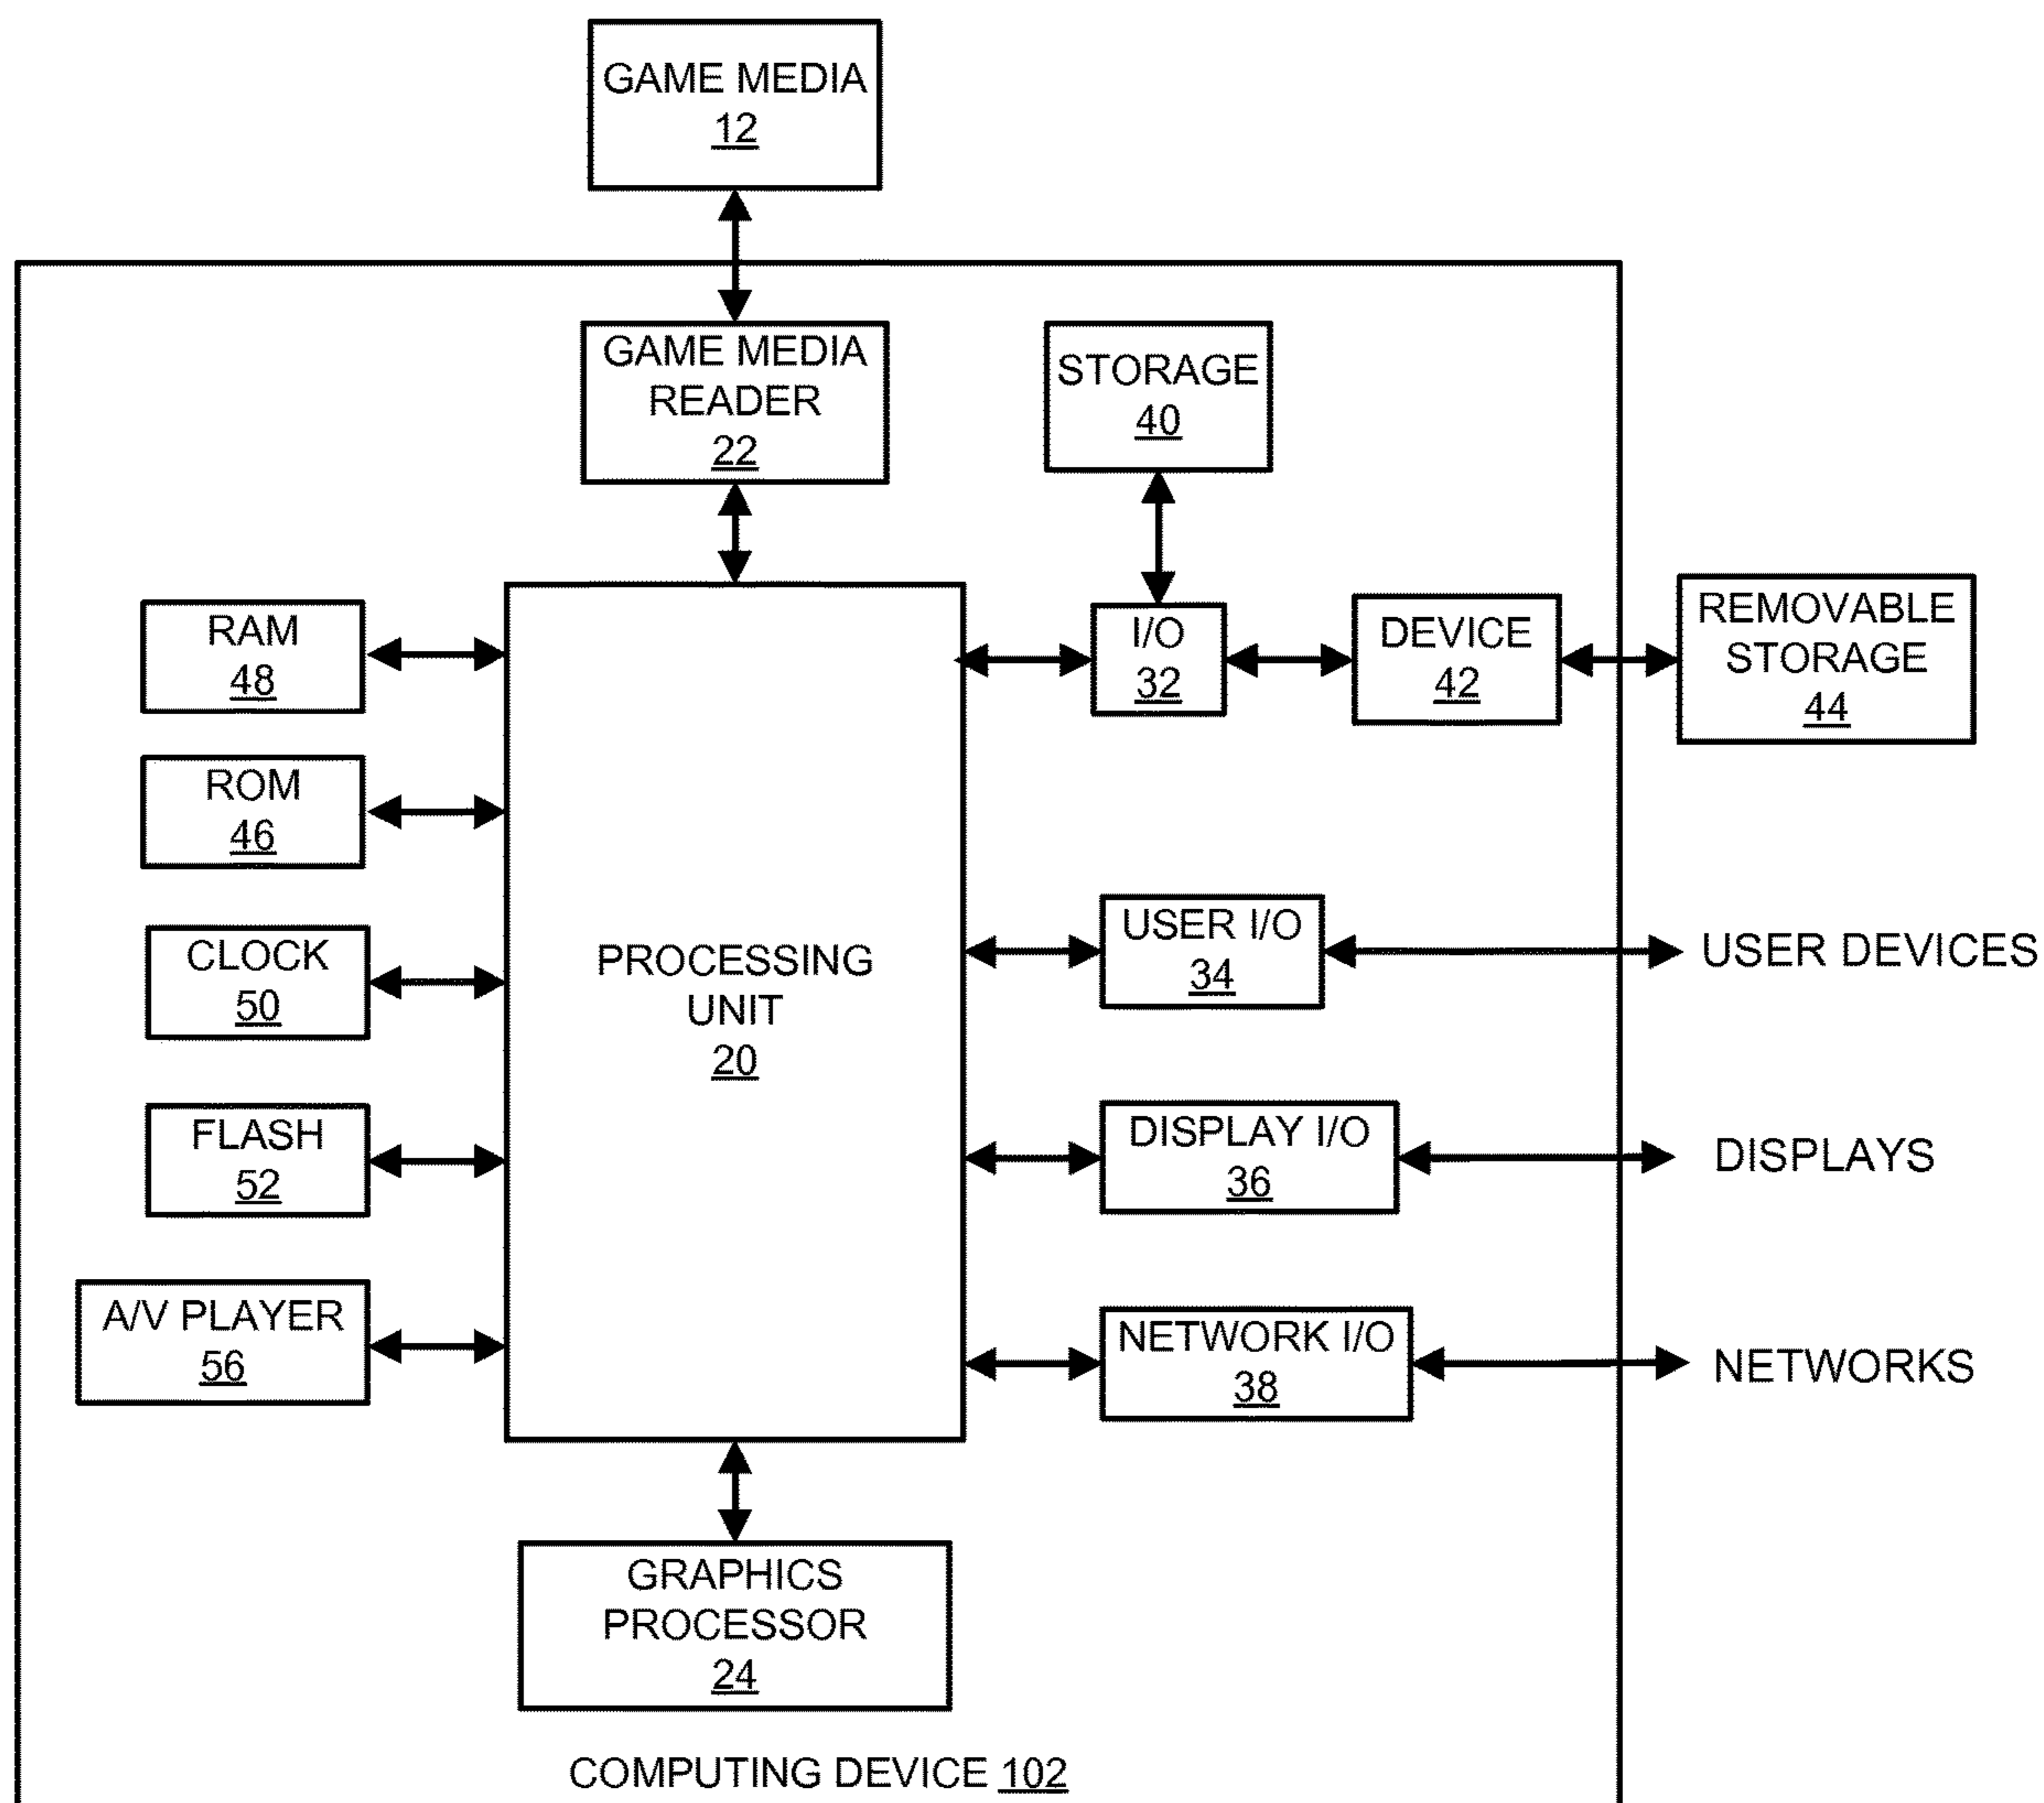 GAME MEDIA
12
GAME MEDIA
READER
22
STORAGE
40
RAM
48
I/O
32
DEVICE
42
REMOVABLE
STORAGE
44
ROM
46
CLOCK
50
PROCESSING
UNIT
20
USER I/O
34
USER DEVICES
FLASH
52
DISPLAY I/O
36
DISPLAYS
A/V PLAYER
56
NETWORK I/O
38
NETWORKS
GRAPHICS
PROCESSOR
24
COMPUTING DEVICE 102